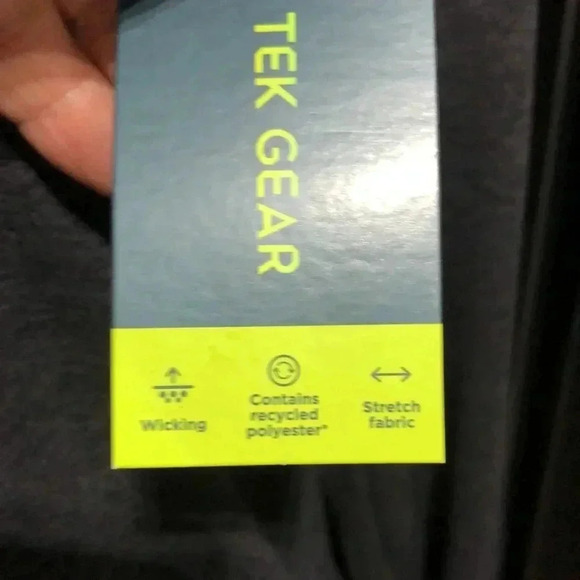 TEK GEAR
Wicking
Contains
recycled
polyester*
Stretch
fabric